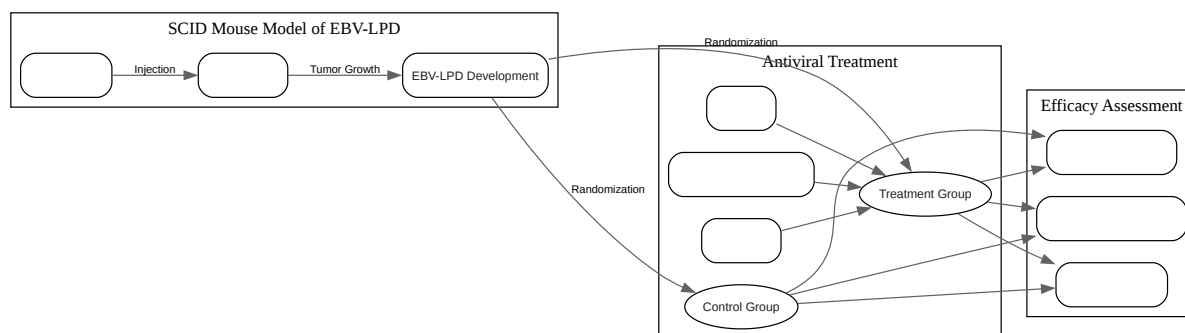 SCID Mouse Model of EBV-LPD
Injection
Tumor Growth
EBV-LPD Development
Randomization
Randomization
Antiviral Treatment
Treatment Group
Control Group
Efficacy Assessment